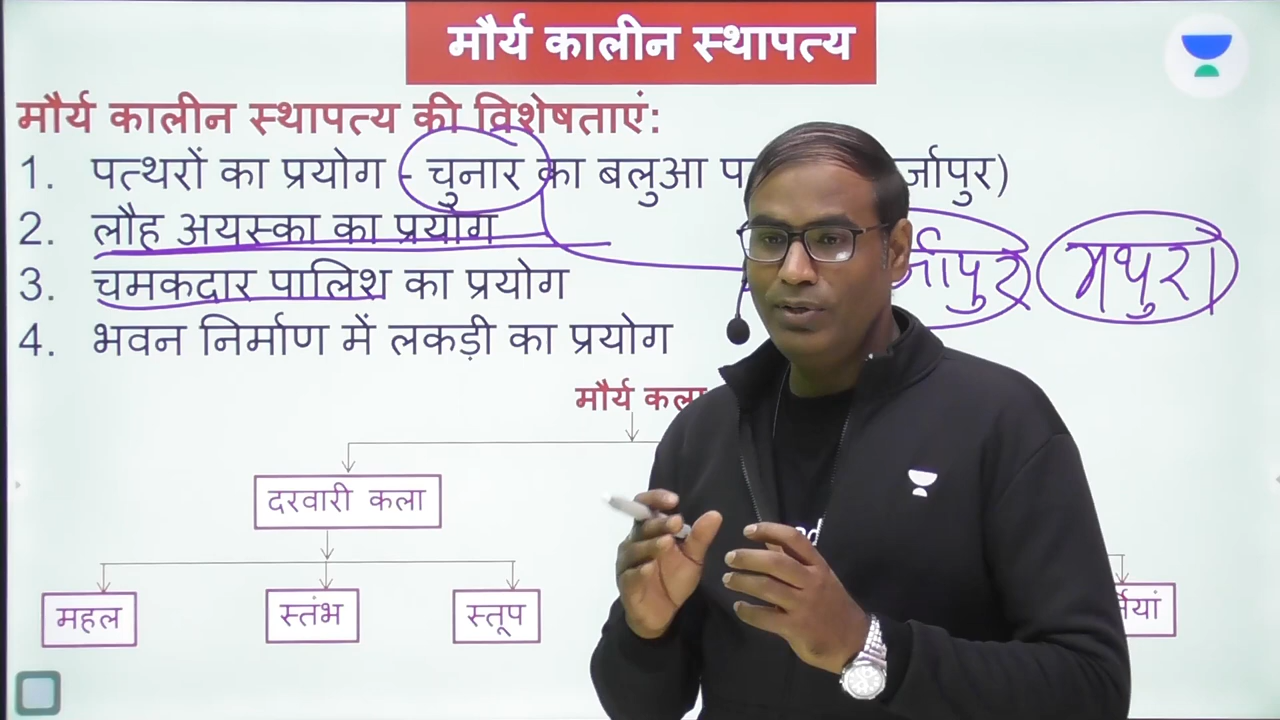 मौर्य कालीन स्थापत्य
मौर्य कालीन स्थापत्य की विशेषताएं:
1. पत्थरों का प्रयोग - चुनार का बलुआ
2. लौह अयस्का का प्रयोग
3. चमकदार पालिश का प्रयोग
मथुरा
4. भवन निर्माण में लकड़ी का प्रयोग
मौर्य कला
दरवारी कला
महल
स्तंभ
स्तूप